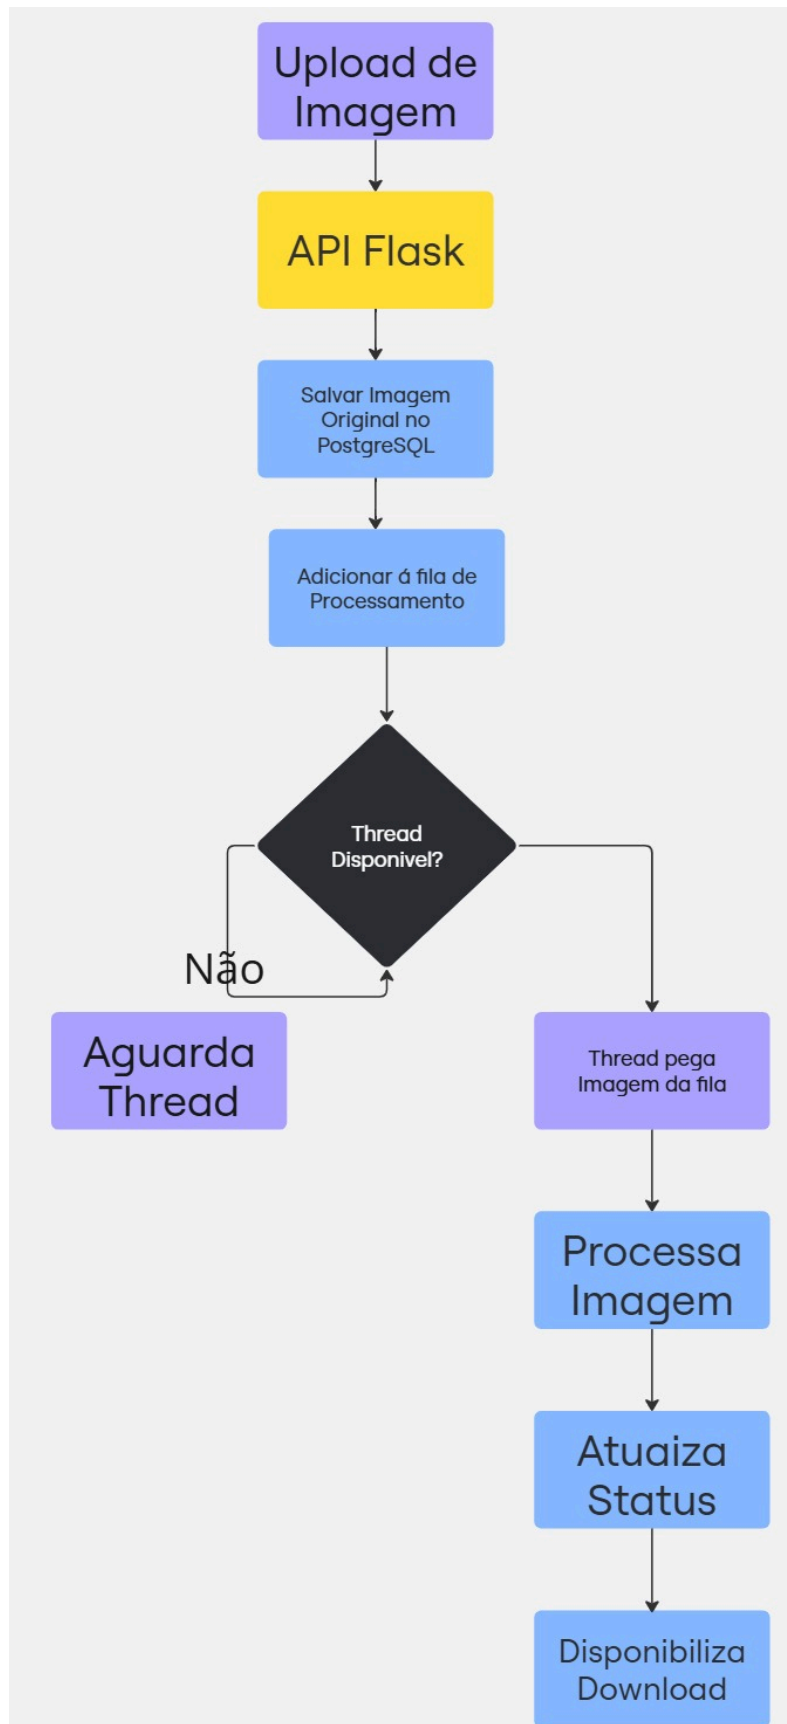 Upload de
Imagem
API Flask
Salvar Imagem
Original no
PostgreSQL
Adicionar á fila de
Processamento
Thread
Disponivel?
Não
Aguarda
Thread
Thread pega
Imagem da fila
Processa
Imagem
Atuaiza
Status
Disponibiliza
Download